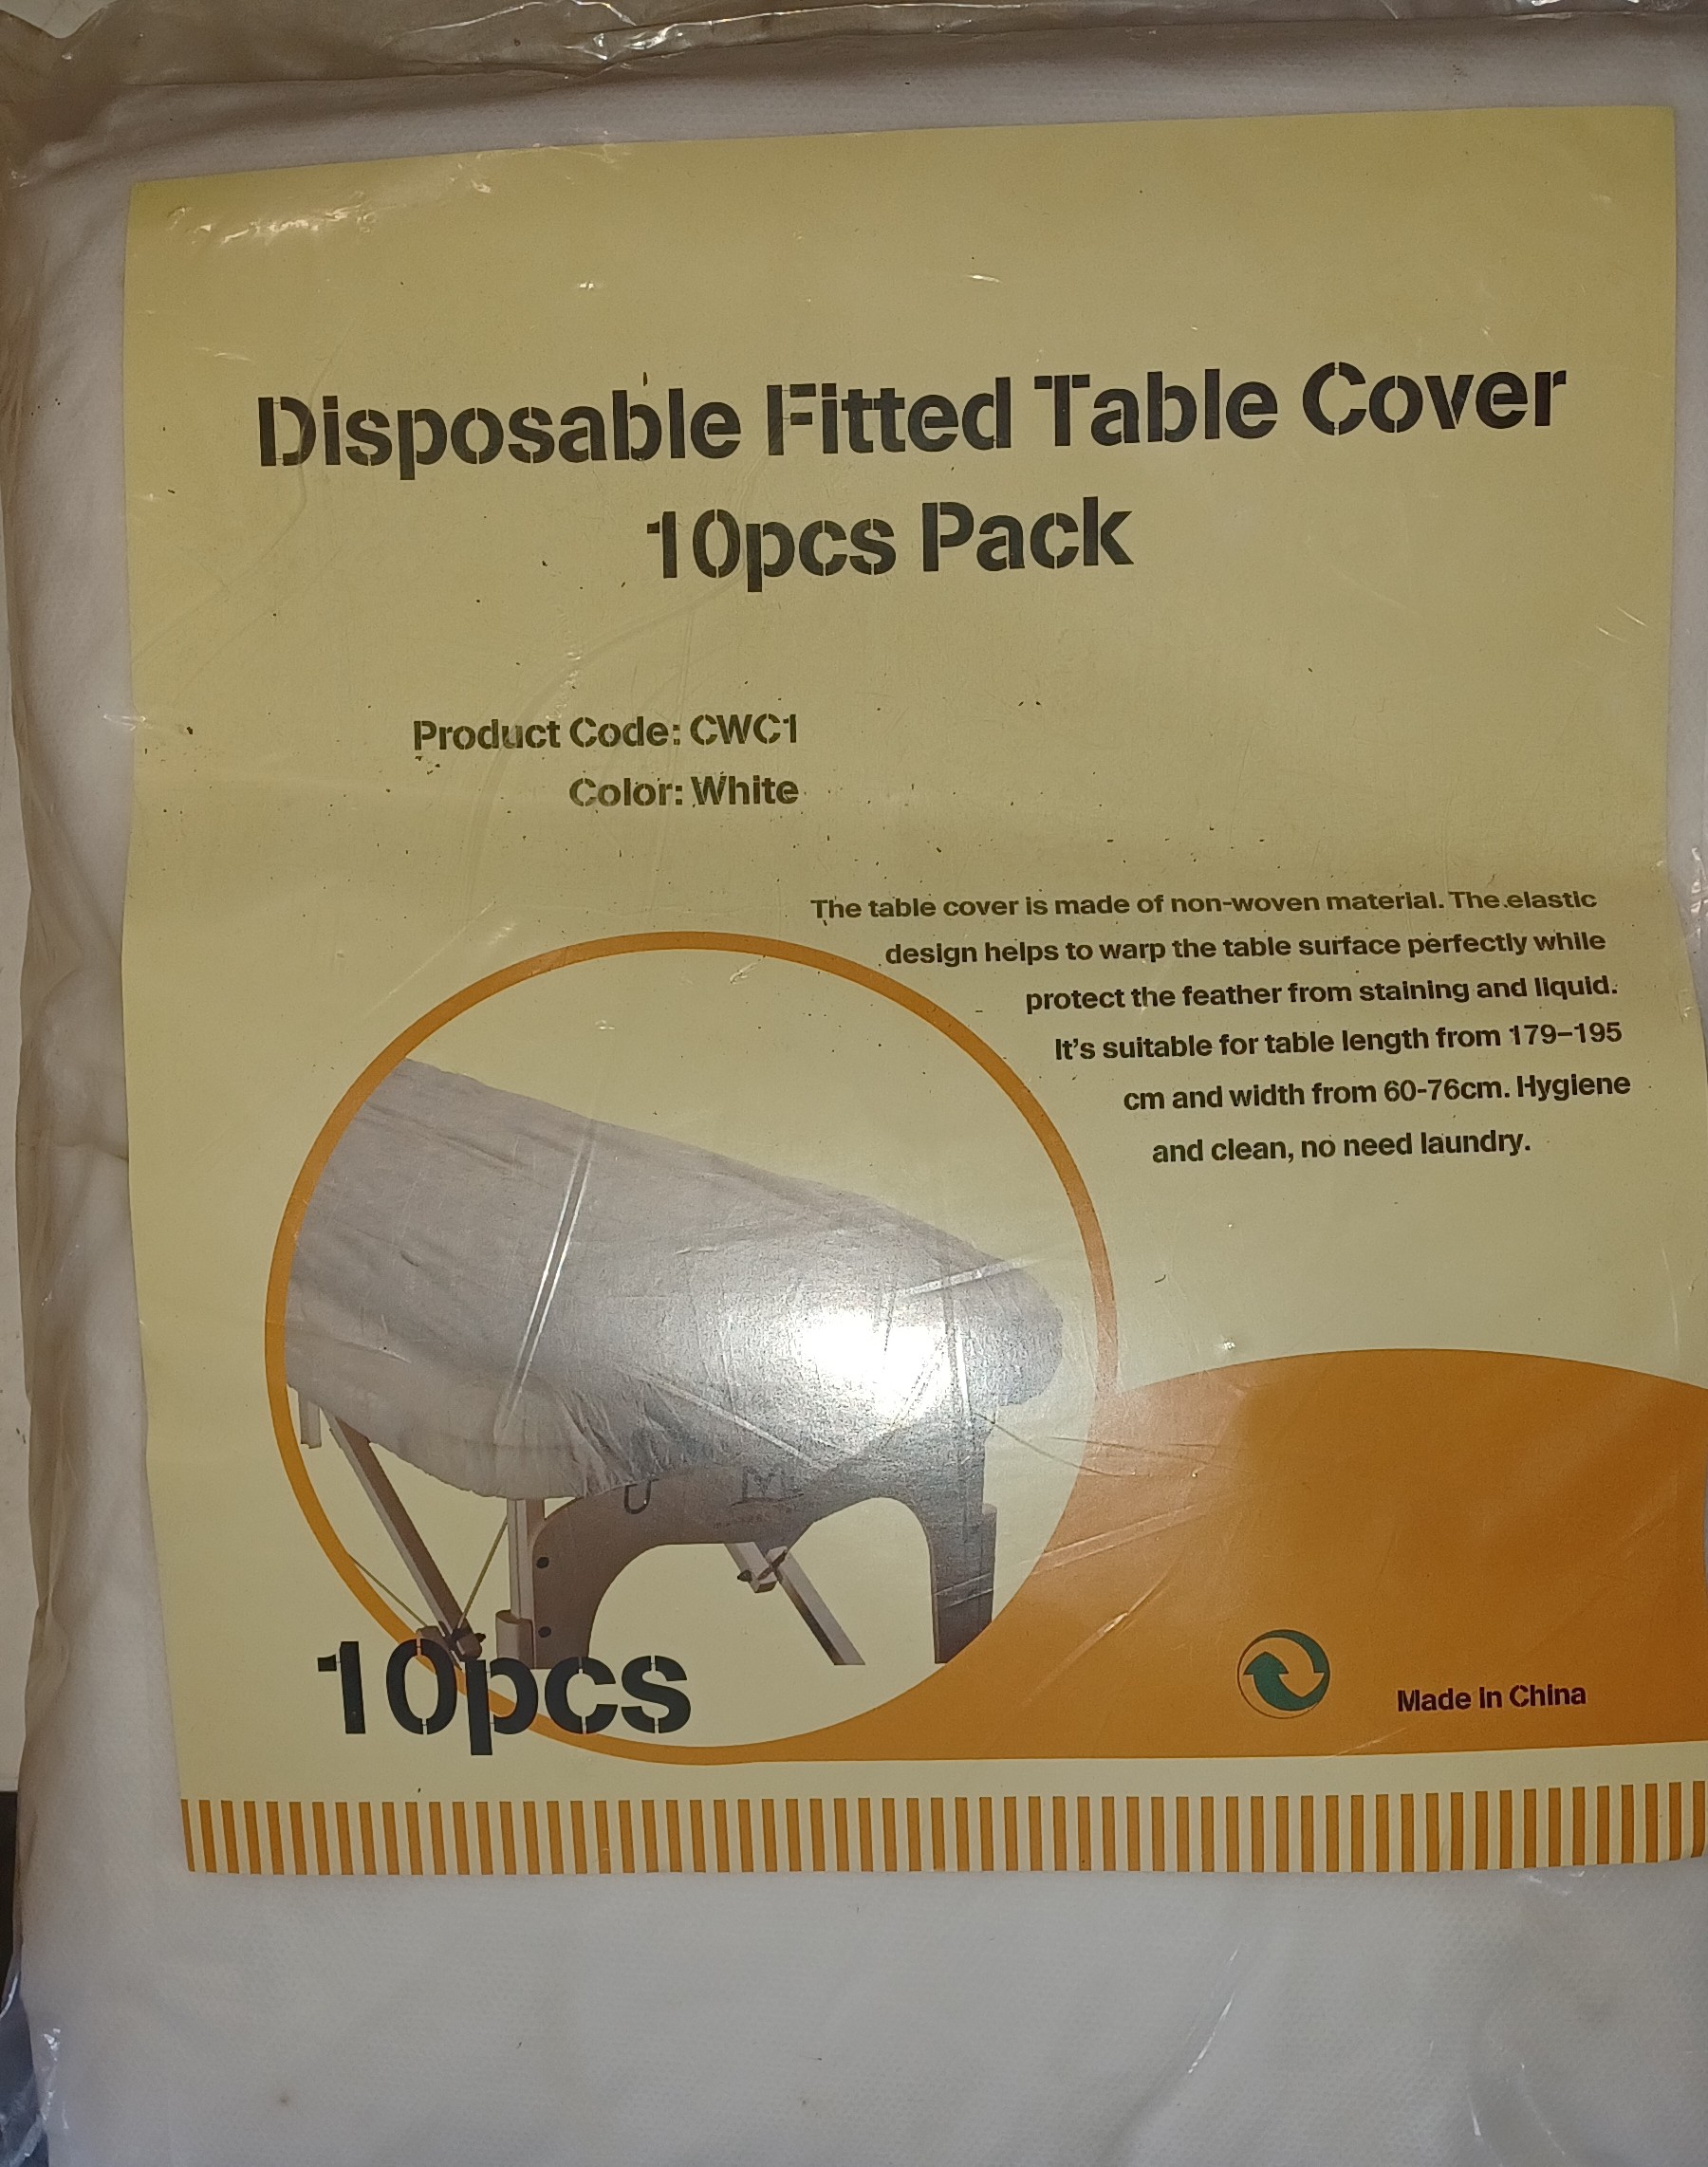 Disposable Fitted Table Cover
10pcs Pack
Product Code: CWC1
Color: White
The table cover is made of non-woven material. The elastic
design helps to warp the table surface perfectly while
protect the feather from staining and liquid.
It's suitable for table length from 179–195
cm and width from 60-76cm. Hygiene
and clean, no need laundry.
10pcs
Made In China